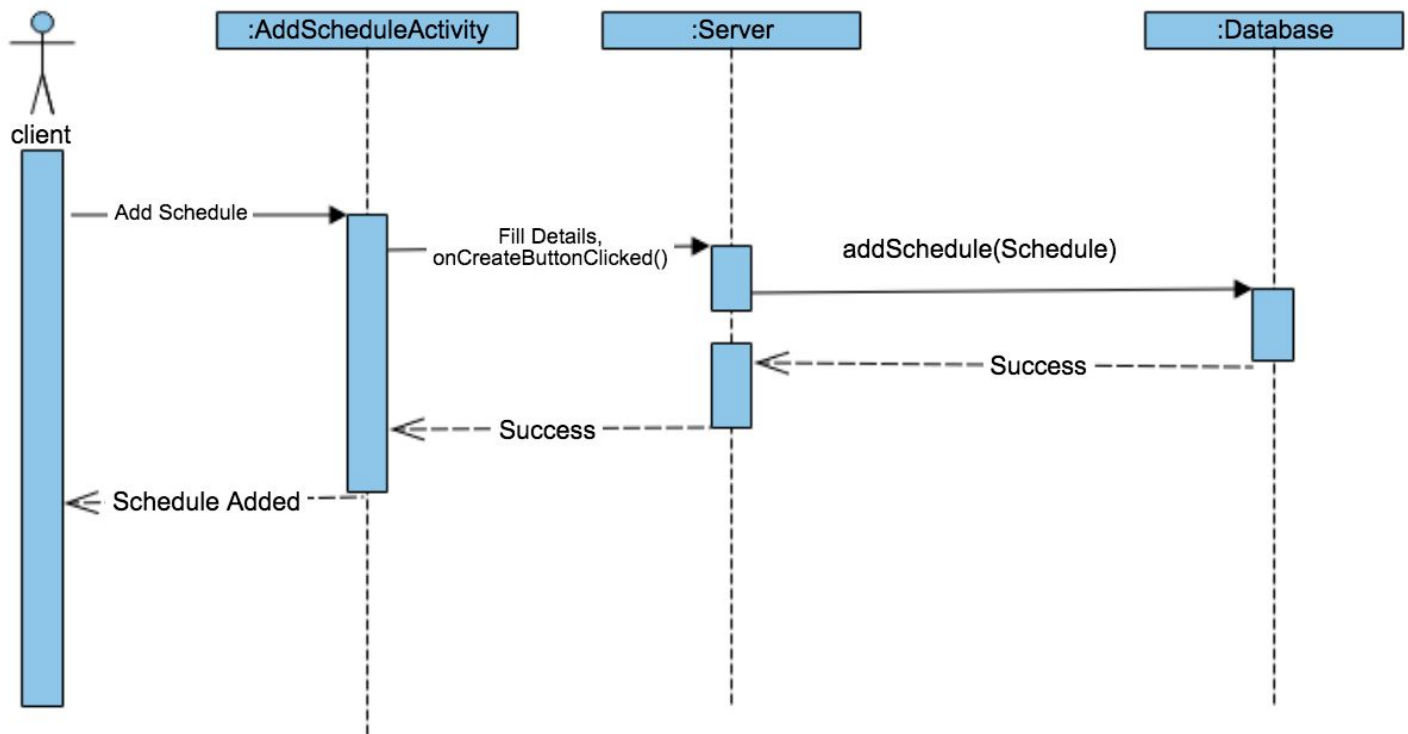 :AddScheduleActivity
:Server
:Database
client
Add Schedule
Fill Details,
onCreateButtonClicked()
addSchedule(Schedule)
Success
Success
Schedule Added